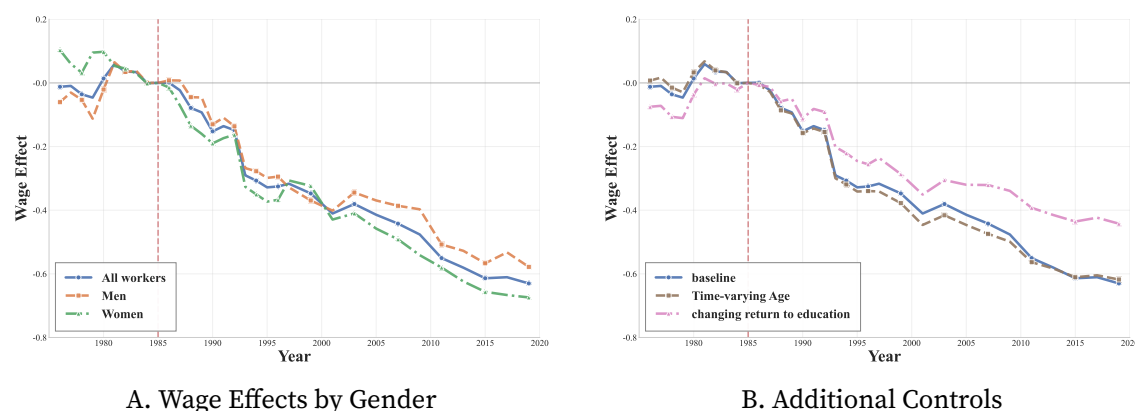 0.2
-0.0
-0.2
-0.4
-0.6
-0.8
Wage Effect
All workers
Men
Women
1980 1985 1990 1995 2000 2005 2010 2015 2020
Year
A. Wage Effects by Gender
0.2
-0.0
-0.2
-0.4
-0.6
-0.8
Wage Effect
baseline
Time-varying Age
changing return to education
1980 1985 1990 1995 2000 2005 2010 2015 2020
Year
B. Additional Controls